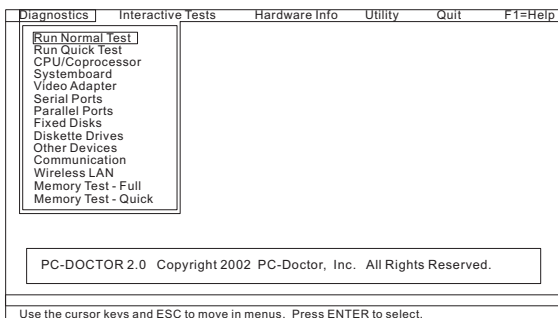 Diagnostics Interactive Tests Hardware Info Utility Quit F1=Help
Run Normal Test
Run Quick Test
CPU/Coprocessor
Systemboard
Video Adapter
Serial Ports
Parallel Ports
Fixed Disks
Diskette Drives
Other Devices
Communication
Wireless LAN
Memory Test - Full
Memory Test - Quick
PC-DOCTOR 2.0 Copyright 2002 PC-Doctor, Inc. All Rights Reserved.
Use the cursor keys and ESC to move in menus. Press ENTER to select.